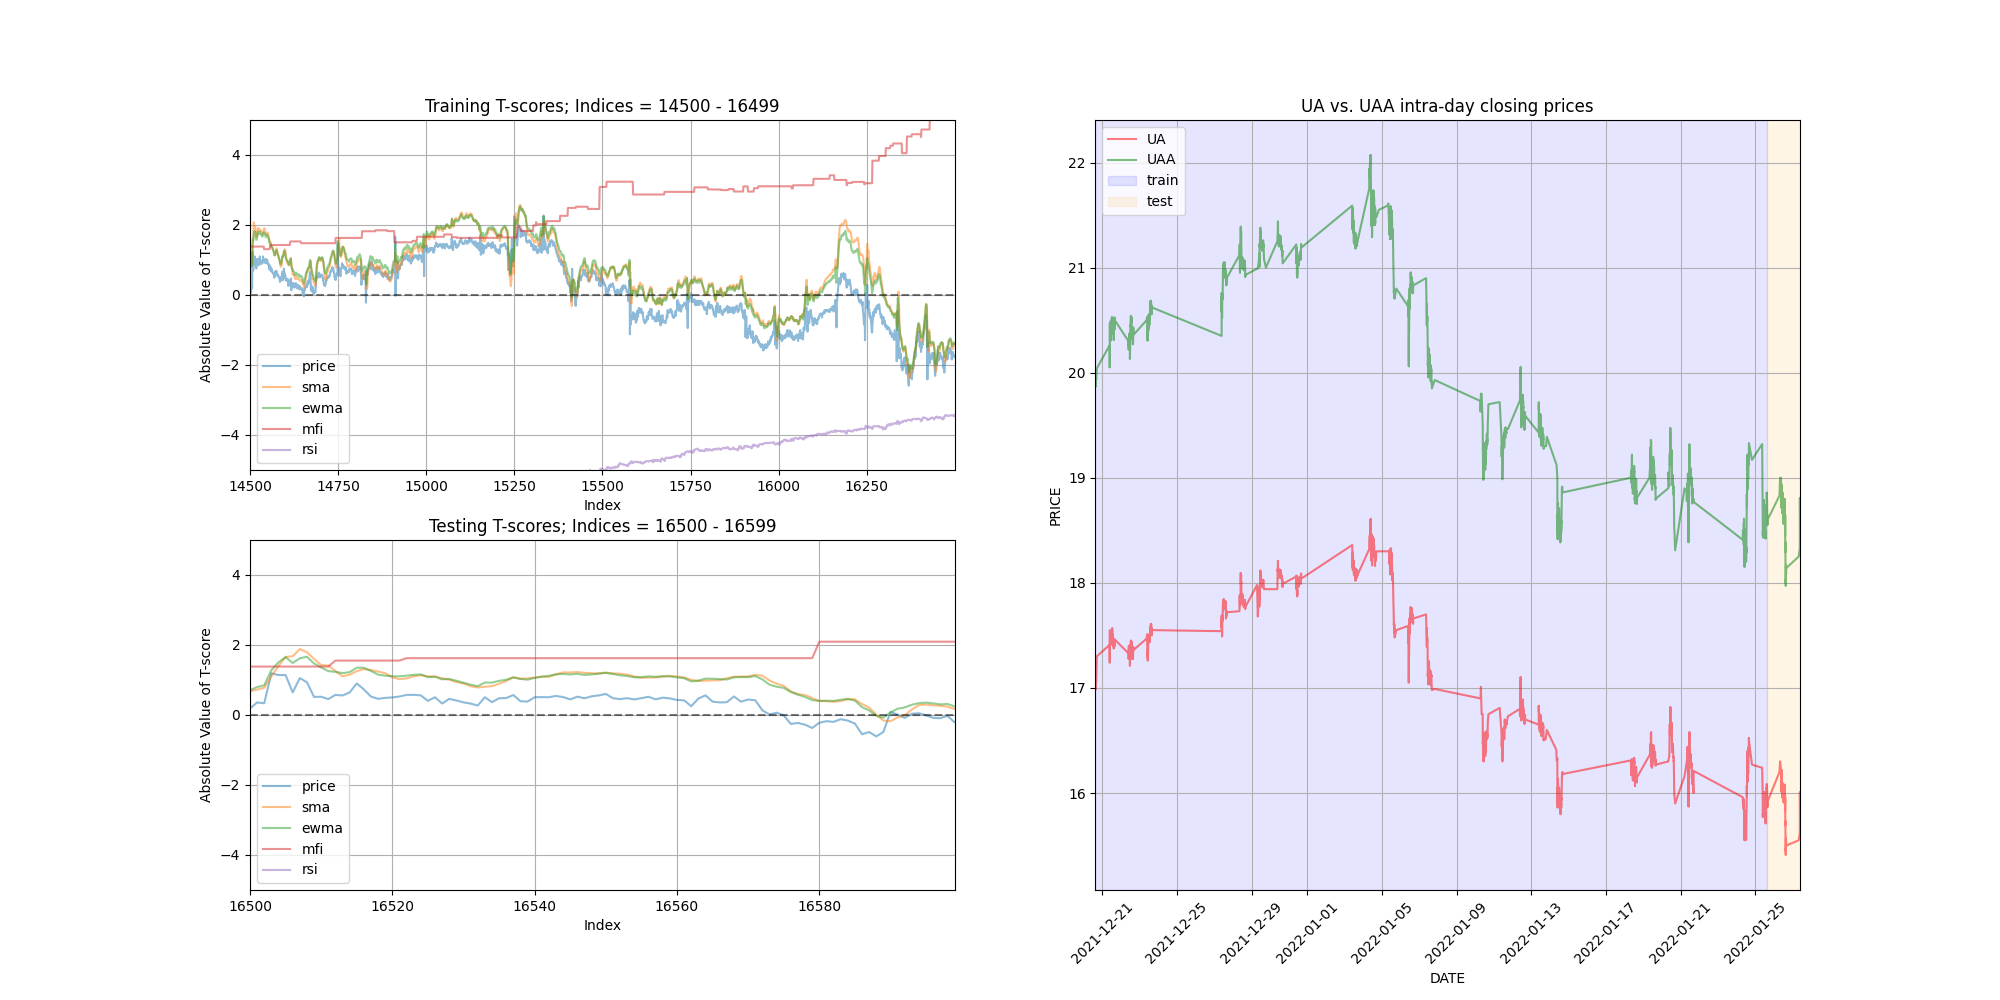 Training T-scores; Indices = 14500 - 16499
Absolute Value of T-score
4
2
0
−2
−4
price
sma
ewma
mfi
rsi
14500 14750 15000 15250 15500 15750 16000 16250
Index
Testing T-scores; Indices = 16500 - 16599
Absolute Value of T-score
4
2
0
−2
−4
price
sma
ewma
mfi
rsi
16500 16520 16540 16560 16580
Index
UA vs. UAA intra-day closing prices
UA
UAA
train
test
PRICE
22
21
20
19
18
17
16
2021-12-21 2021-12-25 2021-12-29 2022-01-01 2022-01-05 2022-01-09 2022-01-13 2022-01-17 2022-01-21 2022-01-25
DATE